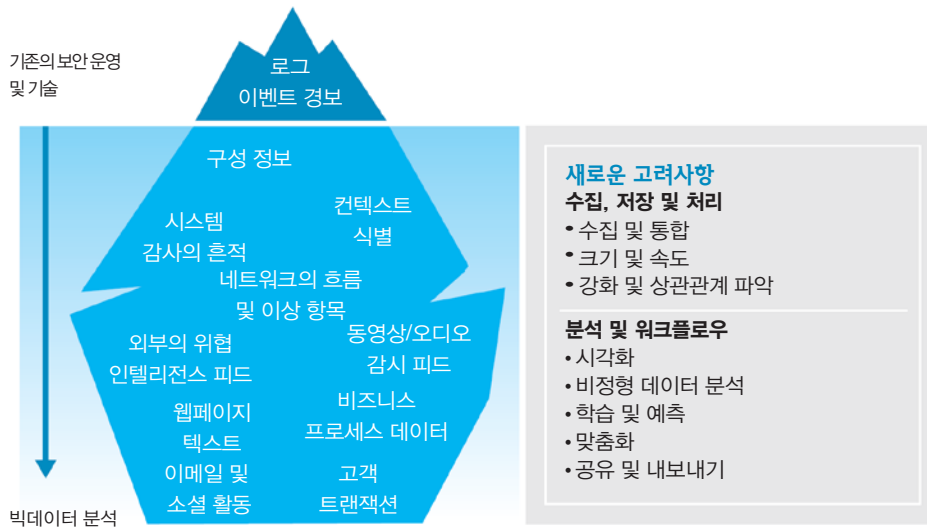 기존의 보안 운영
및 기술
로그
이벤트 경보
구성 정보
시스템
감사의 흔적
컨텍스트
식별
네트워크의 흐름
및 이상 항목
외부의 위협
인텔리전스 피드
동영상/오디오
감시 피드
웹페이지
텍스트
비즈니스
프로세스 데이터
이메일 및
소셜 활동
고객
트랜잭션
빅데이터 분석
새로운 고려사항
수집, 저장 및 처리
• 수집 및 통합
• 크기 및 속도
• 강화 및 상관관계 파악
분석 및 워크플로우
• 시각화
• 비정형 데이터 분석
• 학습 및 예측
• 맞춤화
• 공유 및 내보내기